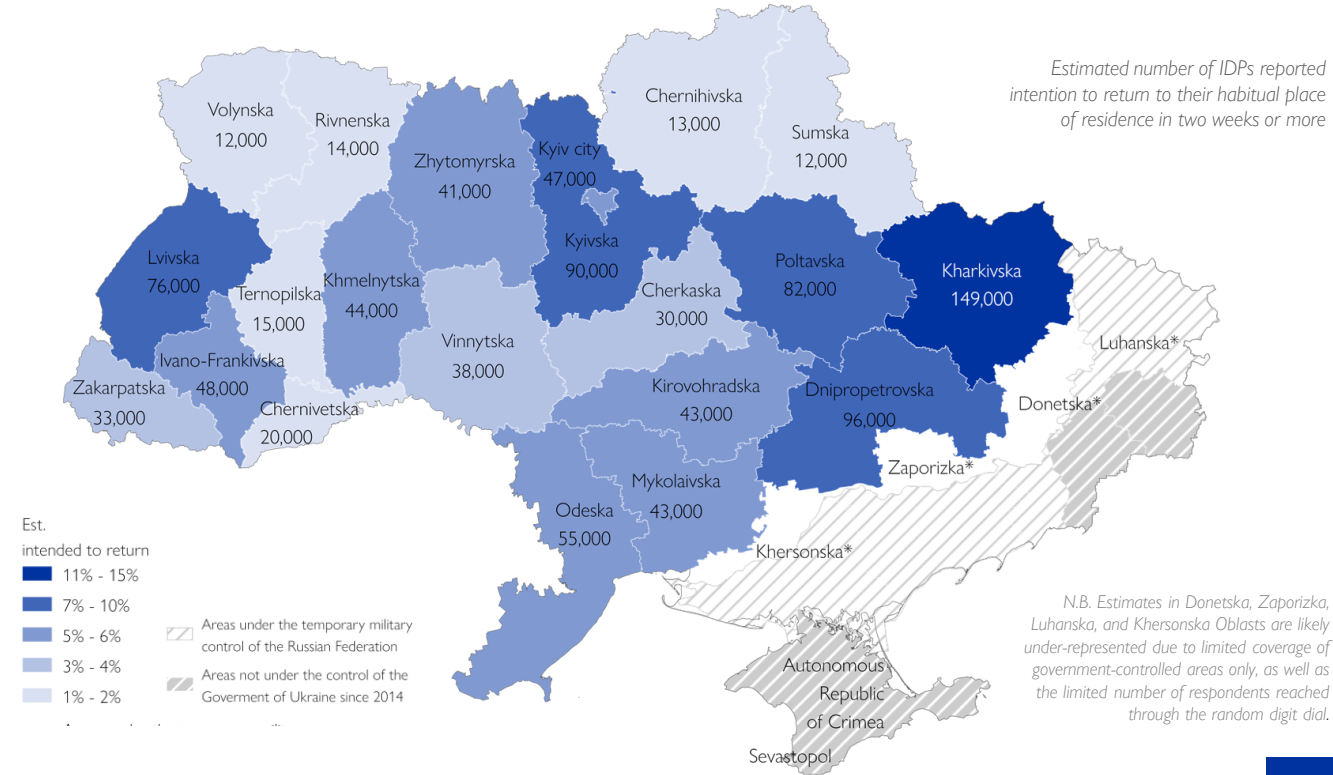 Estimated number of IDPs reported
intention to return to their habitual place
of residence in two weeks or more
Volynska
12,000
Rivnenska
14,000
Zhytomyrska
41,000
Kyiv city
47,000
Chernihivska
13,000
Sumska
12,000
Lvivska
76,000
Ternopilska
15,000
Khmelnytska
44,000
Kyivska
90,000
Cherkaska
30,000
Poltavska
82,000
Kharkivska
149,000
Luhanska*
Zakarpatska
33,000
Ivano-Frankivska
48,000
Chernivetska
20,000
Vinnytska
38,000
Kirovohradska
43,000
Dnipropetrovska
96,000
Donetska*
Zaporizka*
Odeska
55,000
Mykolaivska
43,000
Khersonska*
Autonomous
Republic
of Crimea
Sevastopol
Est.
intended to return
11% - 15%
7% - 10%
5% - 6%
3% - 4%
1% - 2%
Areas under the temporary military
control of the Russian Federation
Areas not under the control of the
Goverment of Ukraine since 2014
N.B. Estimates in Donetska, Zaporizka,
Luhanska, and Khersonska Oblasts are likely
under-represented due to limited coverage of
government-controlled areas only, as well as
the limited number of respondents reached
through the random digit dial.